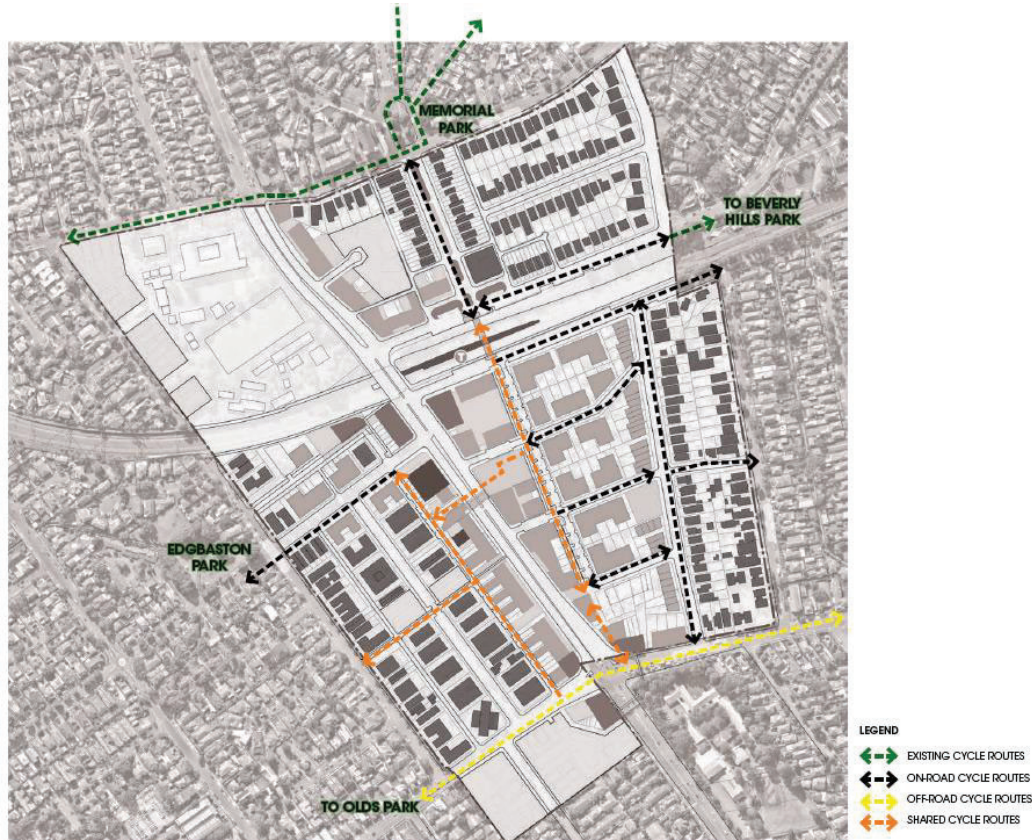 MEMORIAL
PARK
TO BEVERLY
HILLS PARK
T
EDGBASTON
PARK
TO OLDS PARK
LEGEND
EXISTING CYCLE ROUTES
ON-ROAD CYCLE ROUTES
OFF-ROAD CYCLE ROUTES
SHARED CYCLE ROUTES